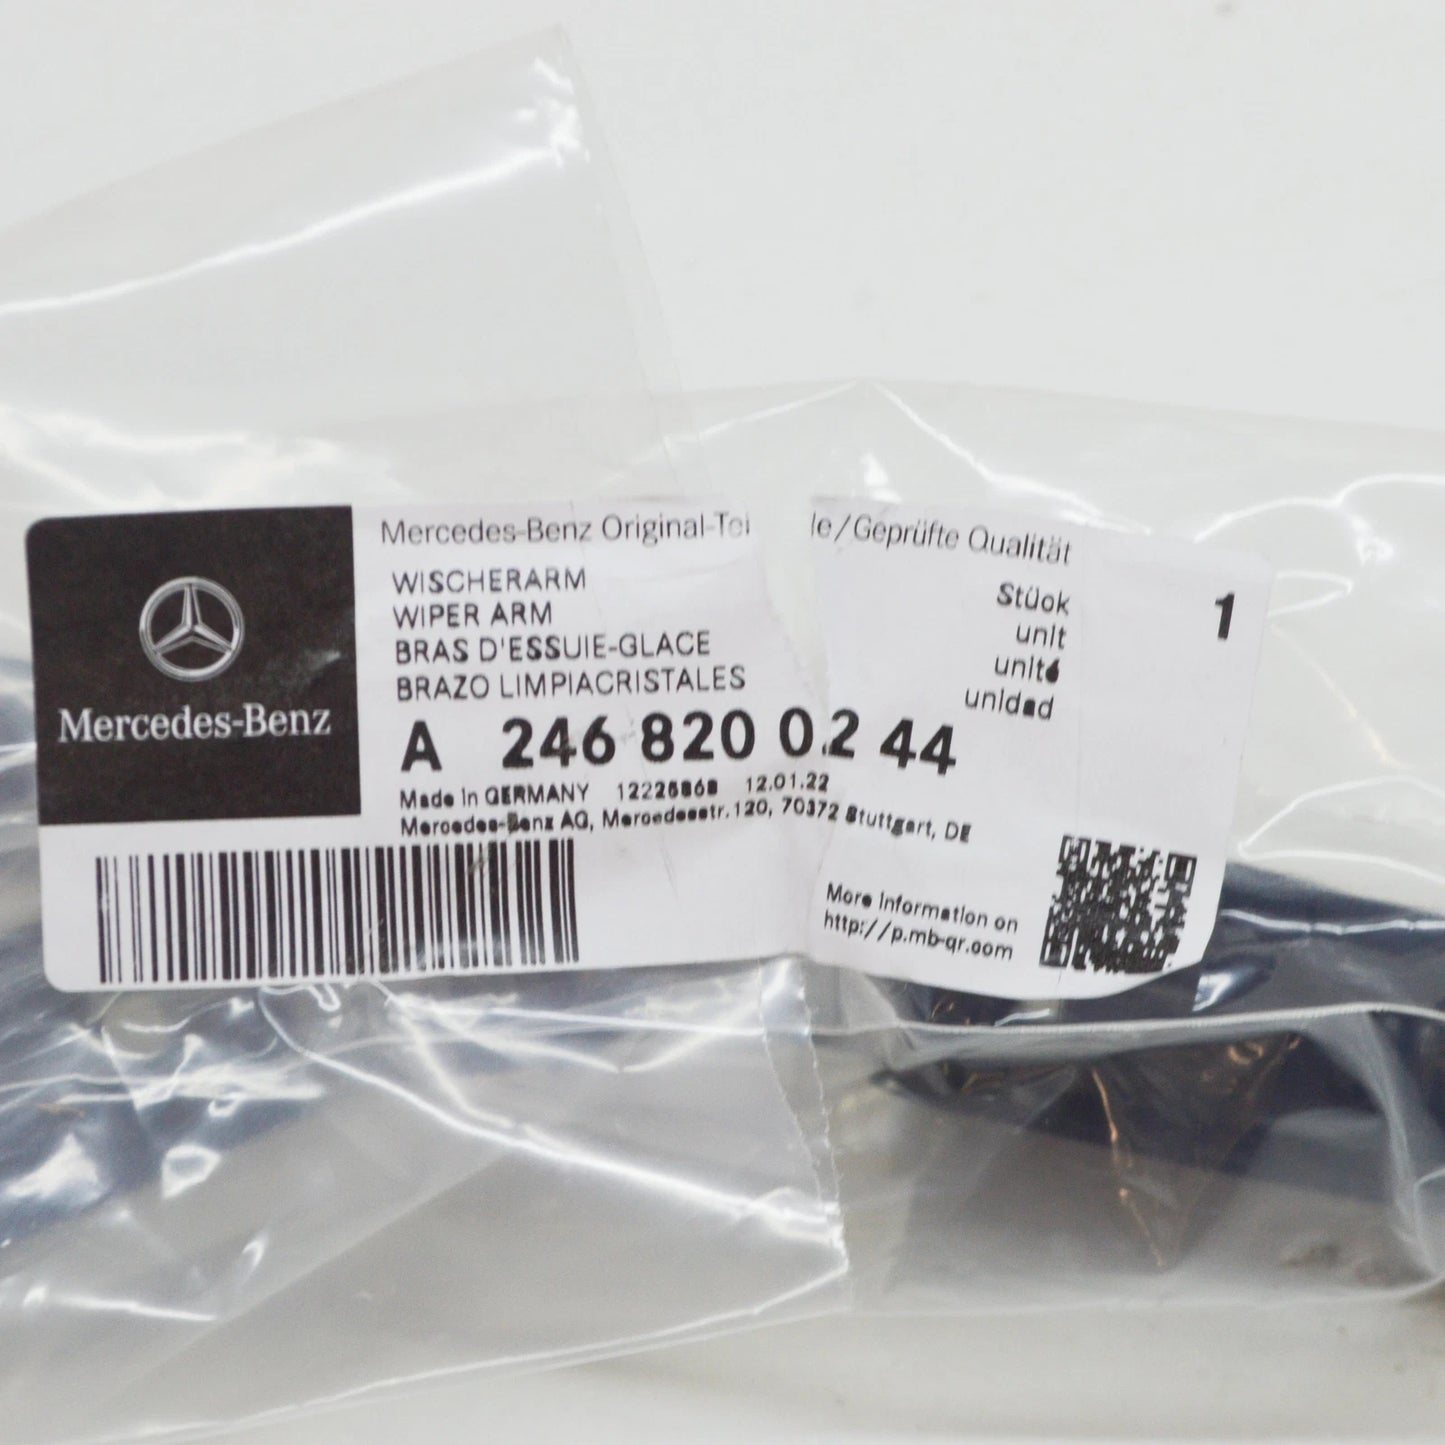 Mercedes-Benz
Mercedes-Benz Original-Tei le/Geprüfte Qualität
WISCHERARM
WIPER ARM
BRAS D'ESSUIE-GLACE
BRAZO LIMPIACRISTALES
Stück 1
unit
unité
unidad
A 246 820 02 44
Made in GERMANY 12.01.22
Mercedes-Benz AG, Mercedesstr. 120, 70372 Stuttgart, DE
More information on
http://p.mb-qr.com